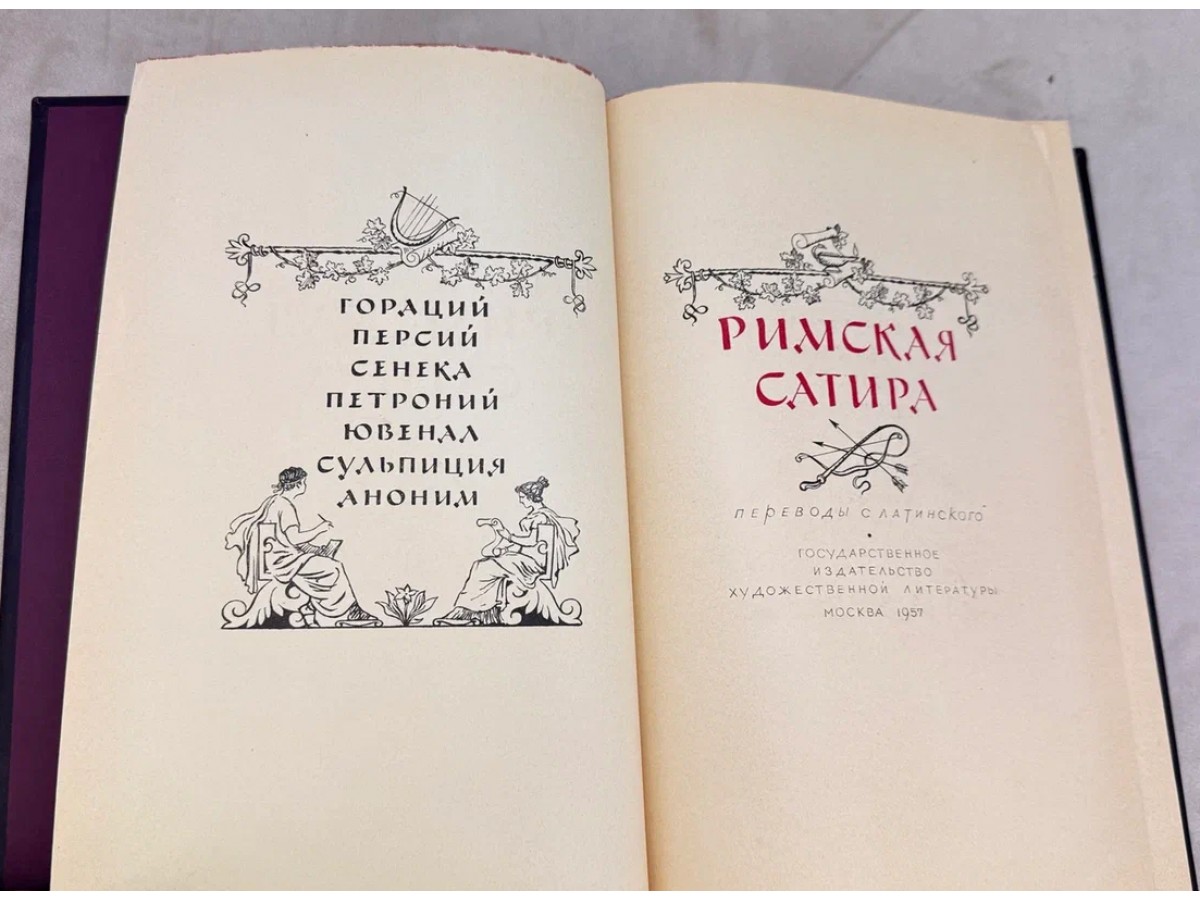 ГОРАЦИЙ
ПЕРСИЙ
СЕНЕКА
ПЕТРОНИЙ
ЮВЕНАЛ
СУЛЬПИЦИЯ
АНОНИМ
РИМСКАЯ
САТИРА
ПЕРЕВОДЫ С ЛАТИНСКОГО
ГОСУДАРСТВЕННОЕ
ИЗДАТЕЛЬСТВО
ХУДОЖЕСТВЕННОЙ ЛИТЕРАТУРЫ
МОСКВА 1957